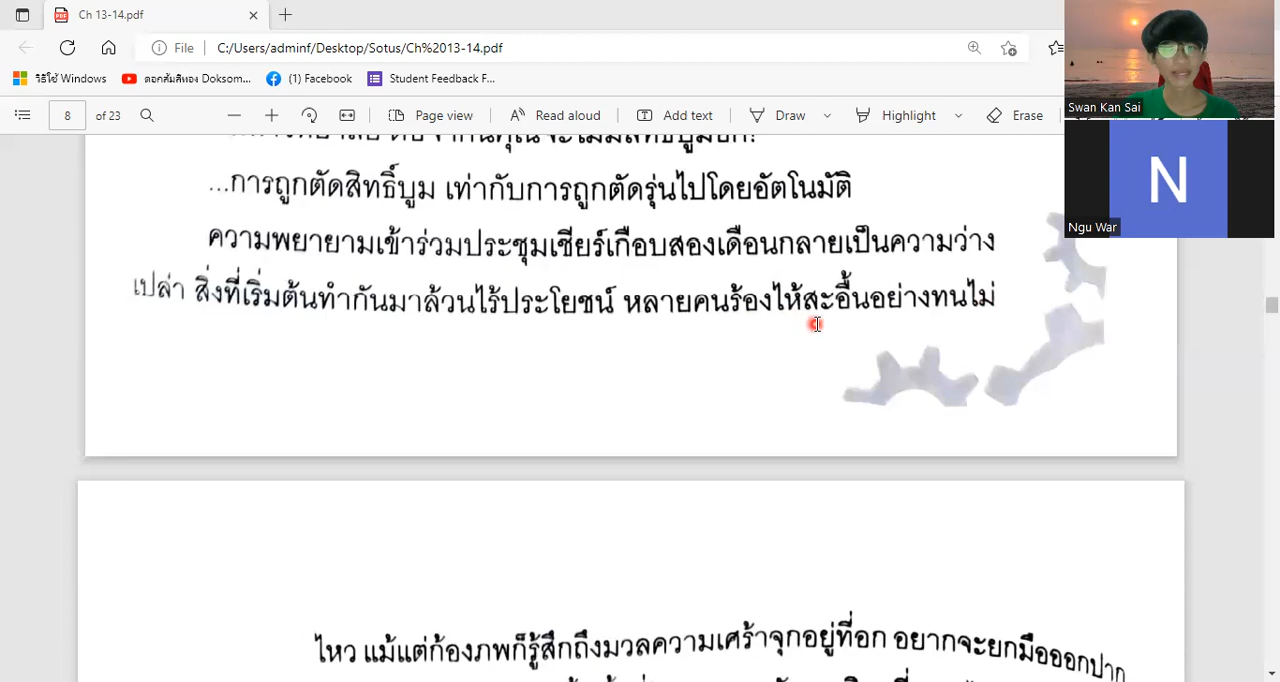 Ch 13-14.pdf
File C:/Users/adminf/Desktop/Sotus/Ch%2013-14.pdf
วิธีใช้ Windows ดอกส้มสีทอง Doksom... (1) Facebook Student Feedback F...
8 of 23 Page view Read aloud Add text Draw Highlight Erase
Swan Kan Sai
N
Ngu War
...การถูกตัดสิทธิ์บูม เท่ากับการถูกตัดรุ่นไปโดยอัตโนมัติ
ความพยายามเข้าร่วมประชุมเชียร์เกือบสองเดือนกลายเป็นความว่าง
เปล่า สิ่งที่เริ่มต้นทำกันมาล้วนไร้ประโยชน์ หลายคนร้องไห้สะอื้นอย่างทนไม่
ไหว แม้แต่ก้องภพก็รู้สึกถึงมวลความเศร้าจุกอยู่ที่อก อยากจะยกมือออกปาก